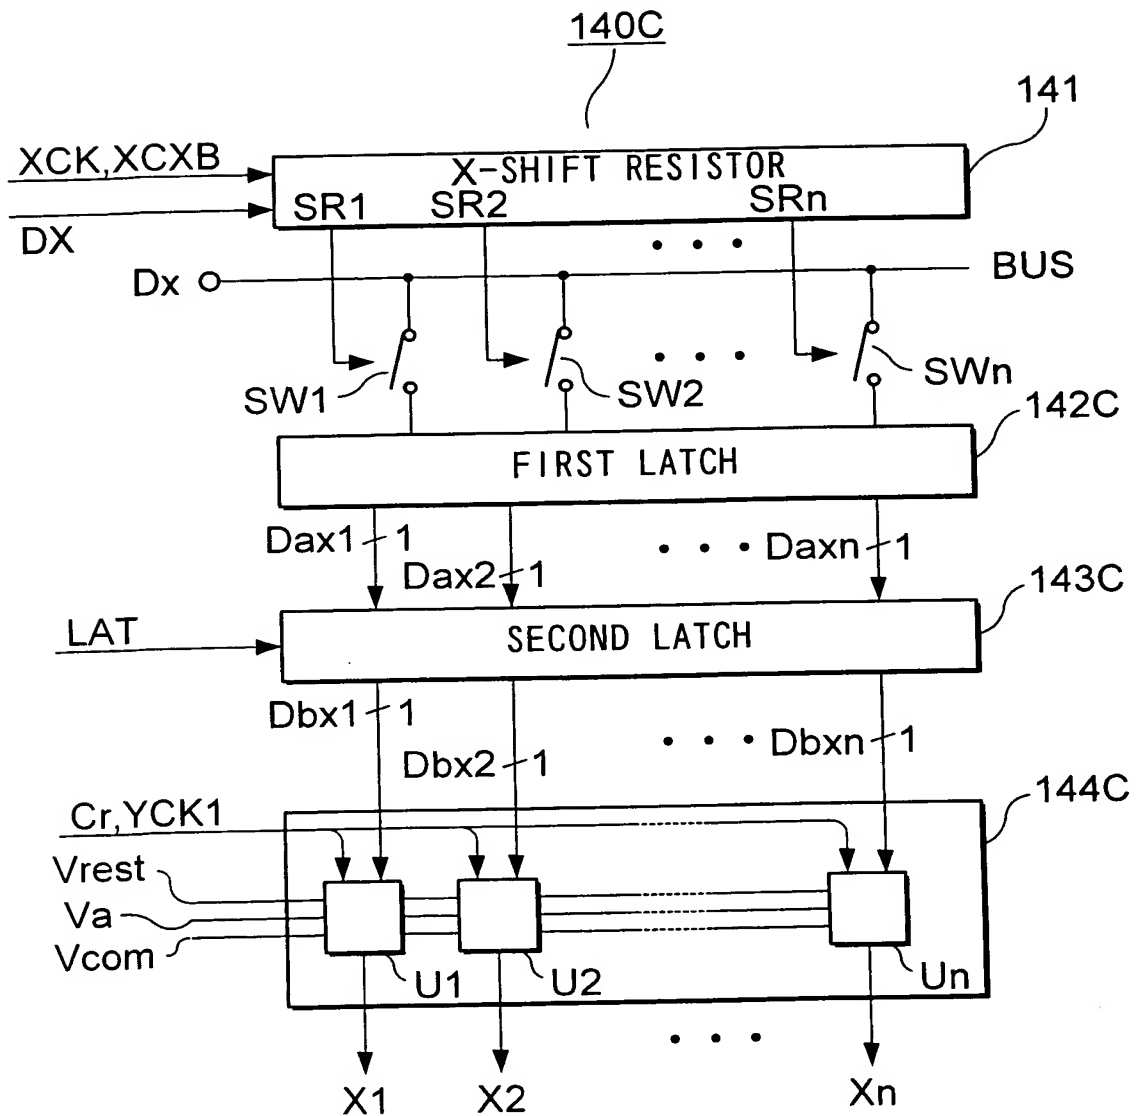 140C
141
XCK,XCXB
X-SHIFT RESISTOR
SR1 SR2 SRn
DX
Dx BUS
SW1 SW2 SWn
142C
FIRST LATCH
Dax1 1 Dax2 1 Daxn 1
143C
LAT
SECOND LATCH
Dbx1 1 Dbx2 1 Dbxn 1
144C
Cr,YCK1
Vrest
Va
Vcom
U1 U2 Un
X1 X2 Xn